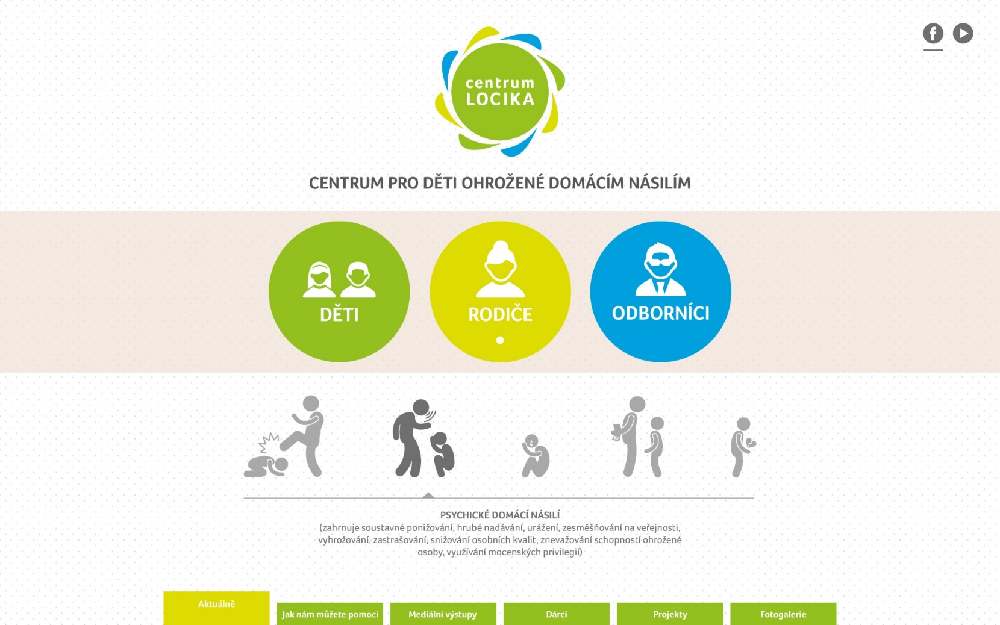 centrum
LOCIKA
CENTRUM PRO DĚTI OHROŽENÉ DOMÁCÍM NÁSILÍM
DĚTI
RODIČE
ODBORNÍCI
Kč
PSYCHICKÉ DOMÁCÍ NÁSILÍ
(zahrnuje soustavné ponižování, hrubé nadávání, urážení, zesměšňování na veřejnosti,
vyhrožování, zastrašování, snižování osobních kvalit, znevažování schopností ohrožené
osoby, využívání mocenských privilegií)
Aktuálně
Jak nám můžete pomoci
Mediální výstupy
Dárci
Projekty
Fotogalerie